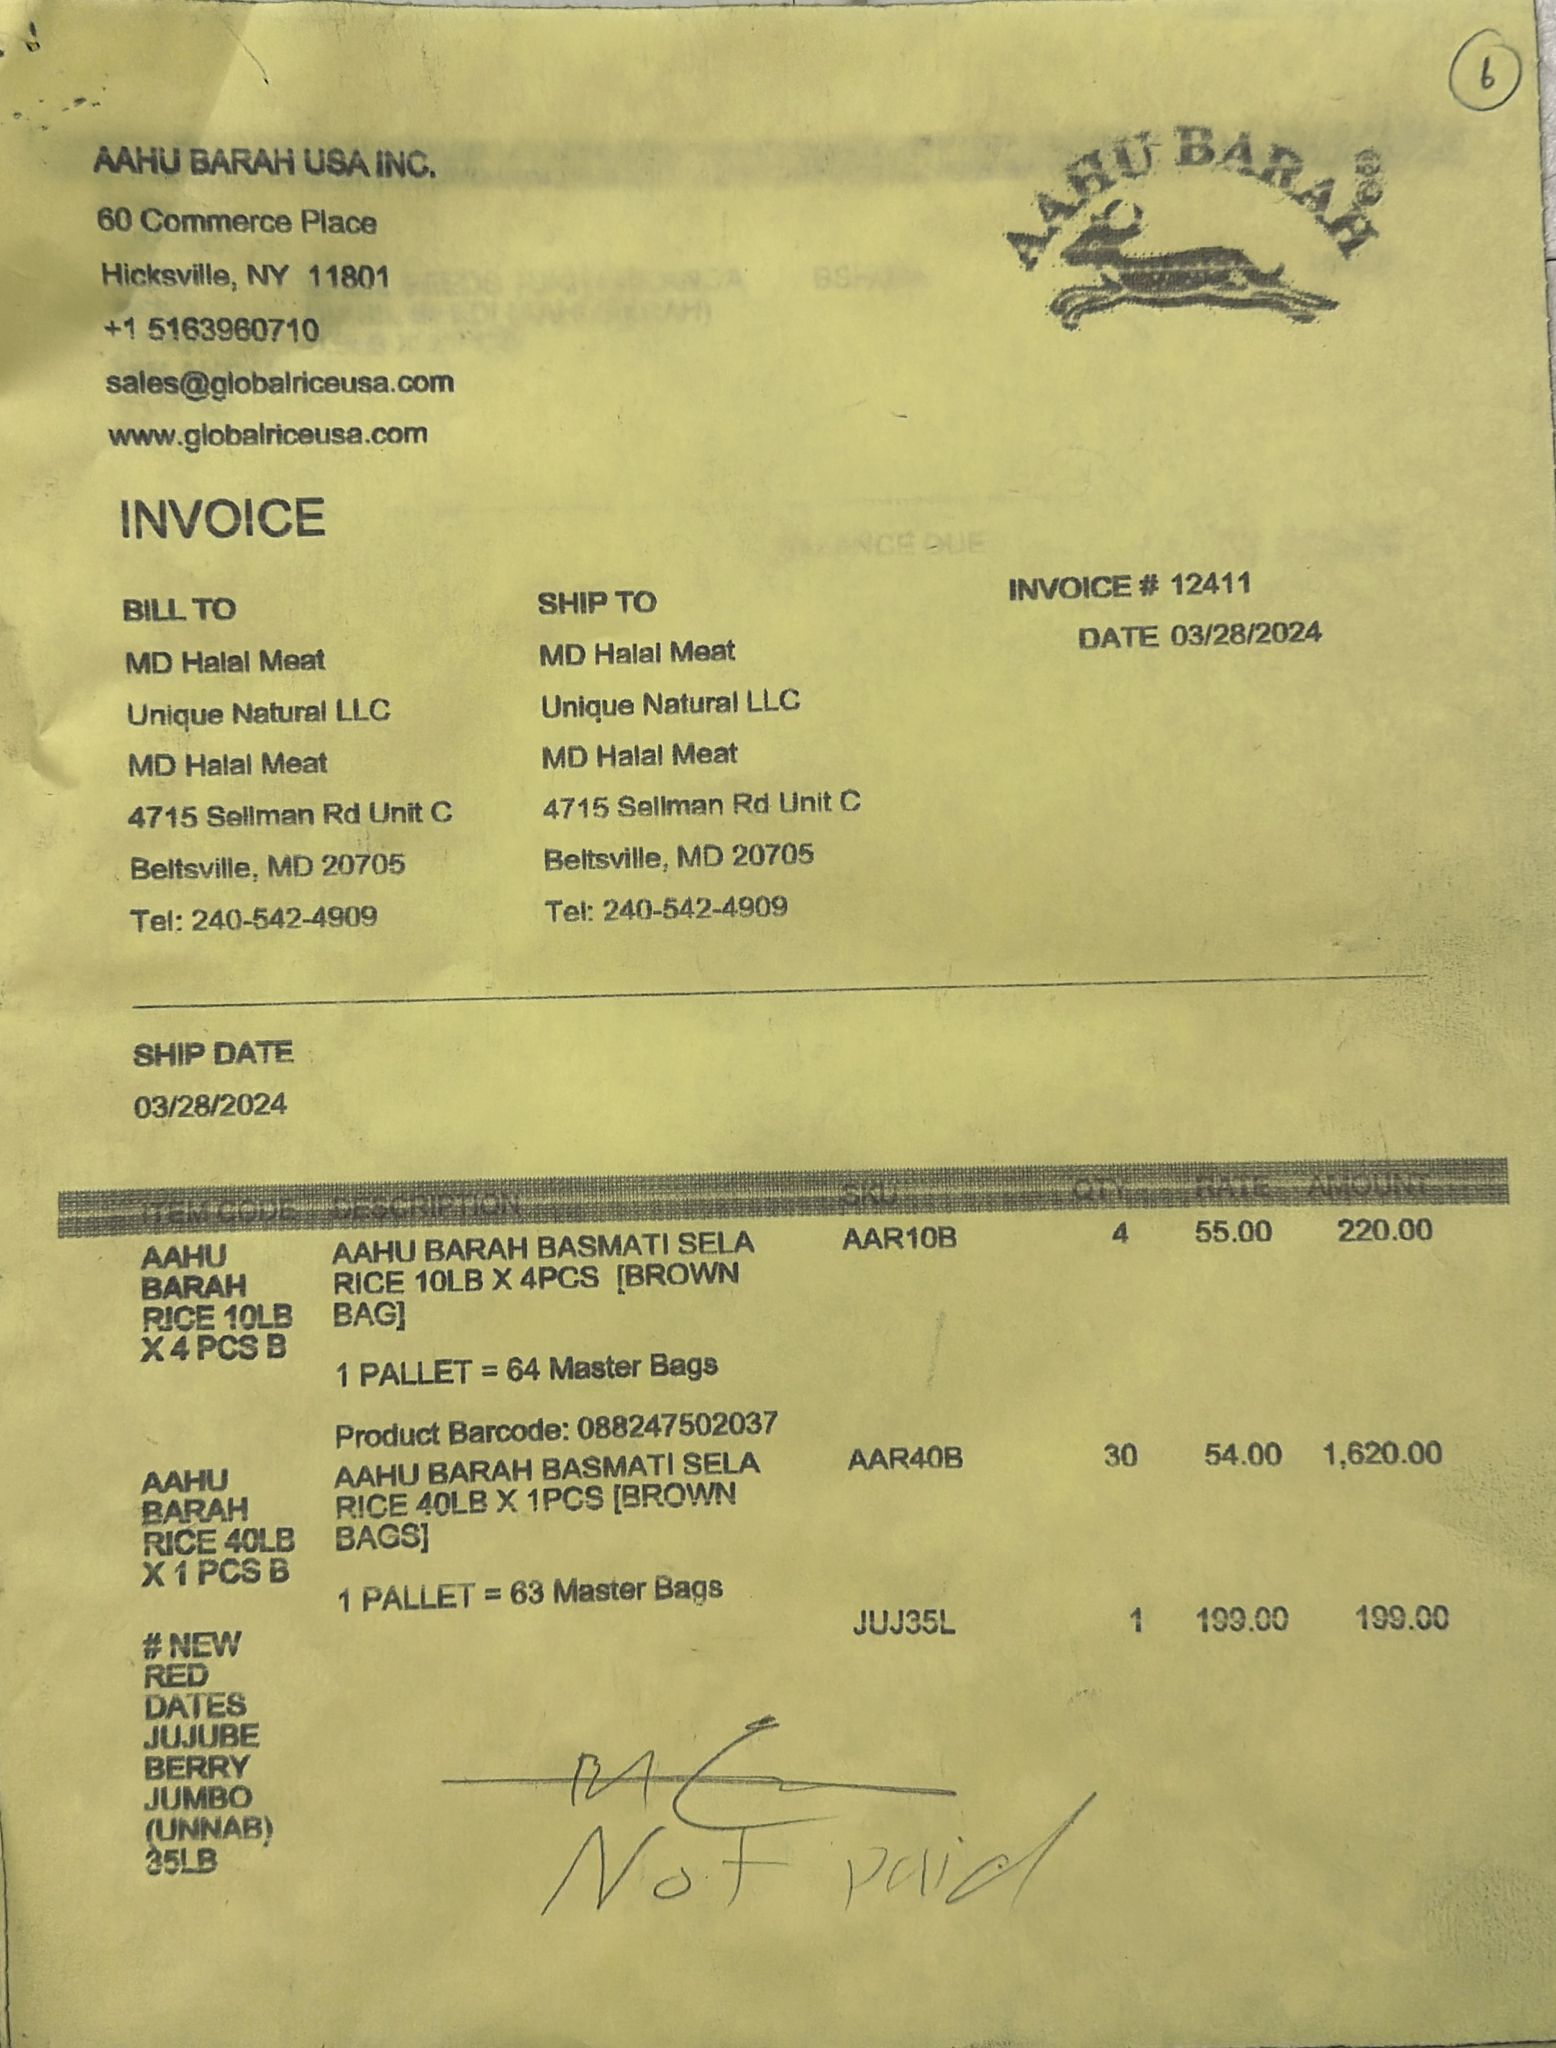 6
AAHU BARAH USA INC.
60 Commerce Place
Hicksville, NY 11801
+1 5163960710
sales@globalriceusa.com
www.globalriceusa.com
AAHU BARAH
INVOICE
BILL TO
MD Halal Meat
Unique Natural LLC
MD Halal Meat
4715 Sellman Rd Unit C
Beltsville, MD 20705
Tel: 240-542-4909
SHIP TO
MD Halal Meat
Unique Natural LLC
MD Halal Meat
4715 Sellman Rd Unit C
Beltsville, MD 20705
Tel: 240-542-4909
INVOICE # 12411
DATE 03/28/2024
SHIP DATE
03/28/2024
ITEM CODE DESCRIPTION SKU QTY RATE AMOUNT
AAHU AAHU BARAH BASMATI SELA AAR10B 4 55.00 220.00
BARAH RICE 10LB X 4PCS [BROWN
RICE 10LB BAG]
X 4 PCS B
1 PALLET = 64 Master Bags
Product Barcode: 088247502037
AAHU AAHU BARAH BASMATI SELA AAR40B 30 54.00 1,620.00
BARAH RICE 40LB X 1PCS [BROWN
RICE 40LB BAGS]
X 1 PCS B
1 PALLET = 63 Master Bags
# NEW JUJ35L 1 199.00 199.00
RED
DATES
JUJUBE
BERRY
JUMBO
(UNNAB)
35LB
Not paid